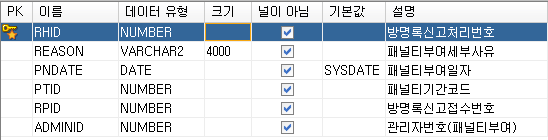 PK 이름 데이터 유형 크기 널이 아님 기본값 설명
RHID NUMBER 방명록신고처리번호
REASON VARCHAR2 4000 패널티부여세부사유
PNDATE DATE SYSDATE 패널티부여일자
PTID NUMBER 패널티기간코드
RPID NUMBER 방명록신고접수번호
ADMINID NUMBER 관리자번호(패널티부여)